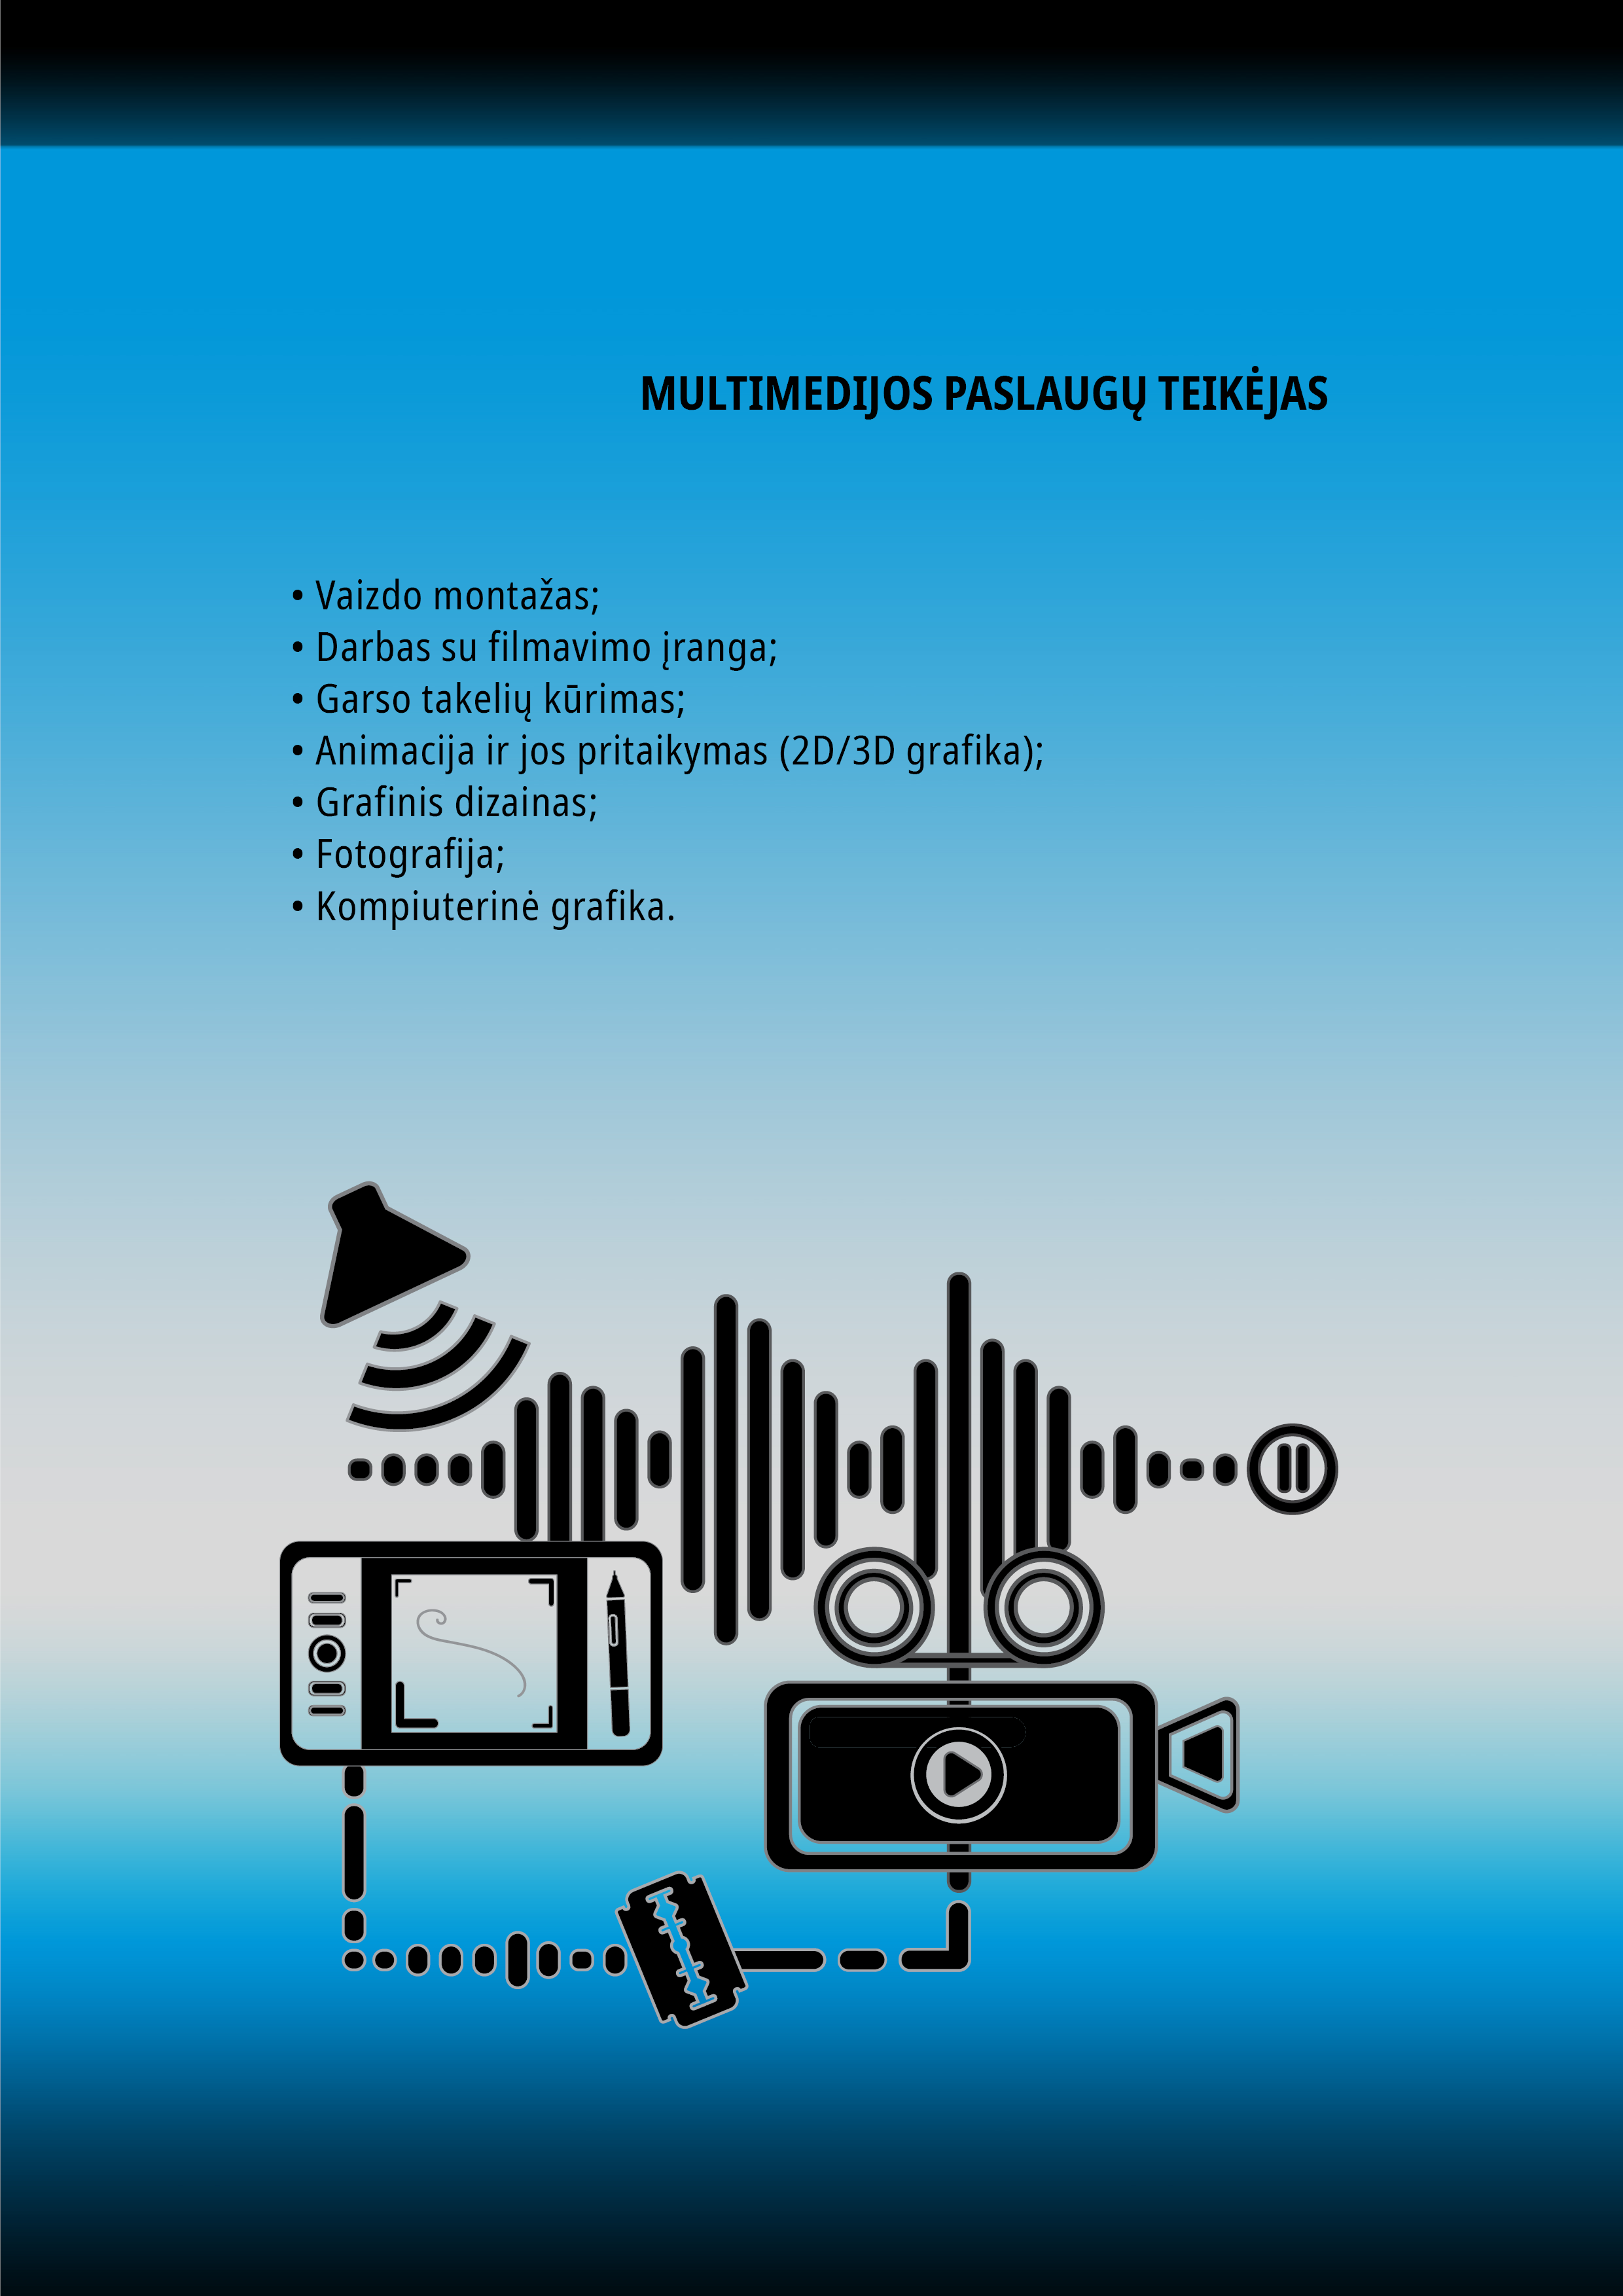 MULTIMEDIJOS PASLAUGŲ TEIKĖJAS
• Vaizdo montažas;
• Darbas su filmavimo įranga;
• Garso takelių kūrimas;
• Animacija ir jos pritaikymas (2D/3D grafika);
• Grafinis dizainas;
• Fotografija;
• Kompiuterinė grafika.